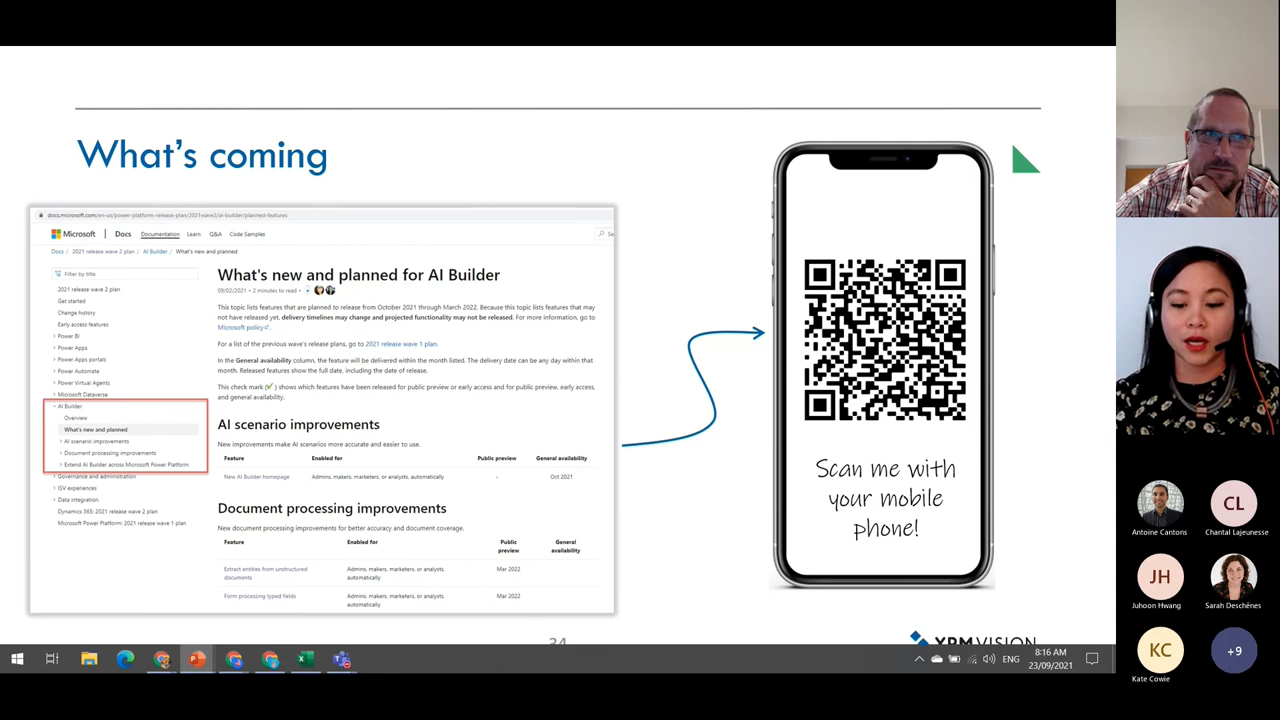 What's coming
docs.microsoft.com/en-us/power-platform-release-plan/2021wave2/ai-builder/planned-features
Microsoft | Docs Documentation Learn Q&A Code Samples
Docs / 2021 release wave 2 plan / AI Builder / What's new and planned
Filter by title
2021 release wave 2 plan
Get started
Change history
Early access features
Power BI
Power Apps
Power Apps portals
Power Automate
Power Virtual Agents
Microsoft Dataverse
AI Builder
Overview
What's new and planned
AI scenario improvements
Document processing improvements
Extend AI Builder across Microsoft Power Platform
Governance and administration
ISV experiences
Data integration
Dynamics 365: 2021 release wave 2 plan
Microsoft Power Platform: 2021 release wave 1 plan
What's new and planned for AI Builder
09/02/2021 • 2 minutes to read •
This topic lists features that are planned to release from October 2021 through March 2022. Because this topic lists features that may
not have released yet, delivery timelines may change and projected functionality may not be released. For more information, go to
Microsoft policy.
For a list of the previous wave's release plans, go to 2021 release wave 1 plan.
In the General availability column, the feature will be delivered within the month listed. The delivery date can be any day within that
month. Released features show the full date, including the date of release.
This check mark (✓) shows which features have been released for public preview or early access and for public preview, early access,
and general availability.
AI scenario improvements
New improvements make AI scenarios more accurate and easier to use.
Feature Enabled for Public preview General availability
New AI Builder homepage Admins, makers, marketers, or analysts, automatically - Oct 2021
Document processing improvements
New document processing improvements for better accuracy and document coverage.
Feature Enabled for Public General
preview availability
Extract entities from unstructured Admins, makers, marketers, or analysts, Mar 2022
documents automatically
Form processing typed fields Admins, makers, marketers, or analysts, Mar 2022
automatically
Scan me with
your mobile
phone!
34
XRM VISION
ENG
8:16 AM
23/09/2021
Antoine Cantons
CL
Chantal Lajeunesse
JH
Juhoon Hwang
Sarah Deschênes
KC
Kate Cowie
+9